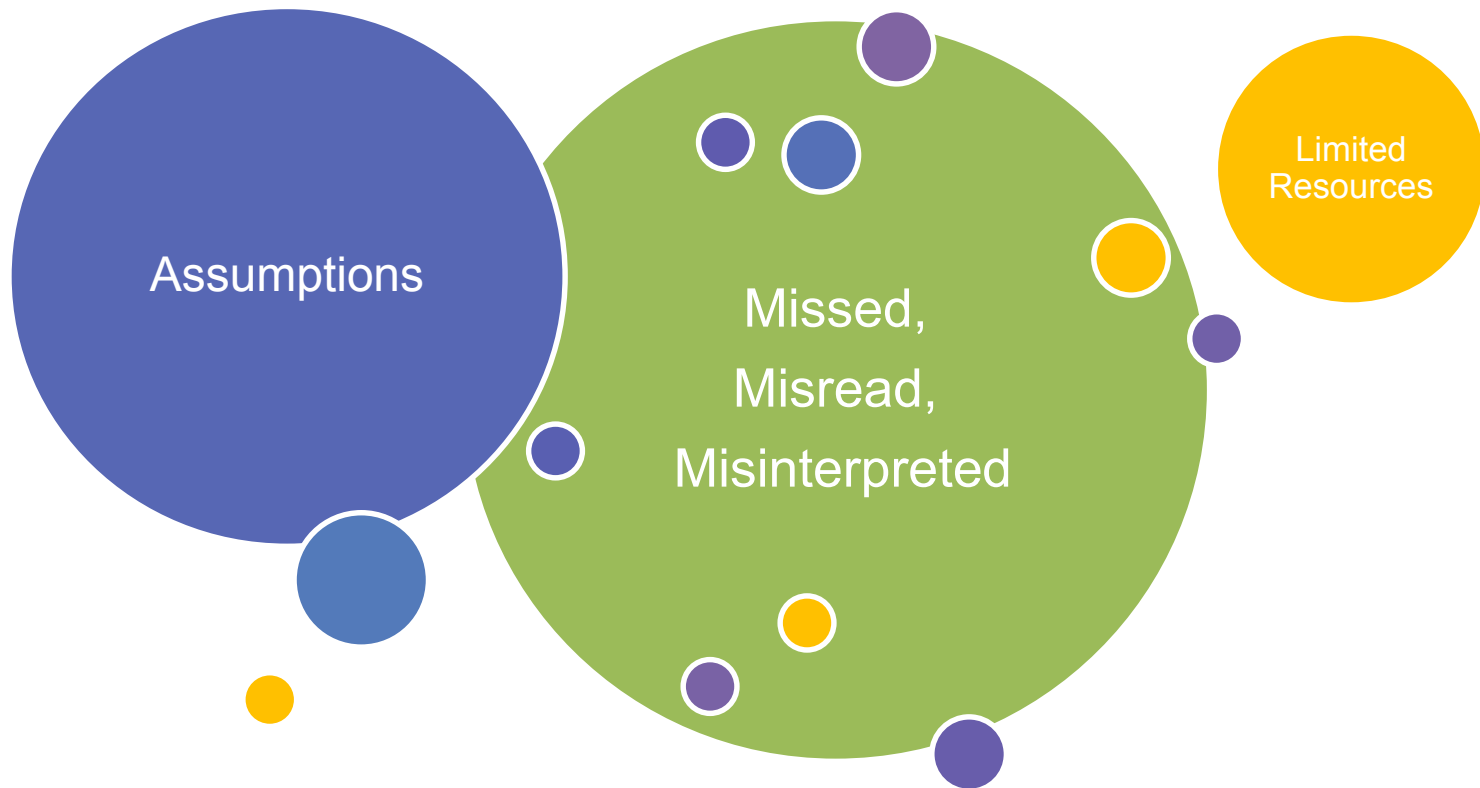 Assumptions
Missed,
Misread,
Misinterpreted
Limited
Resources